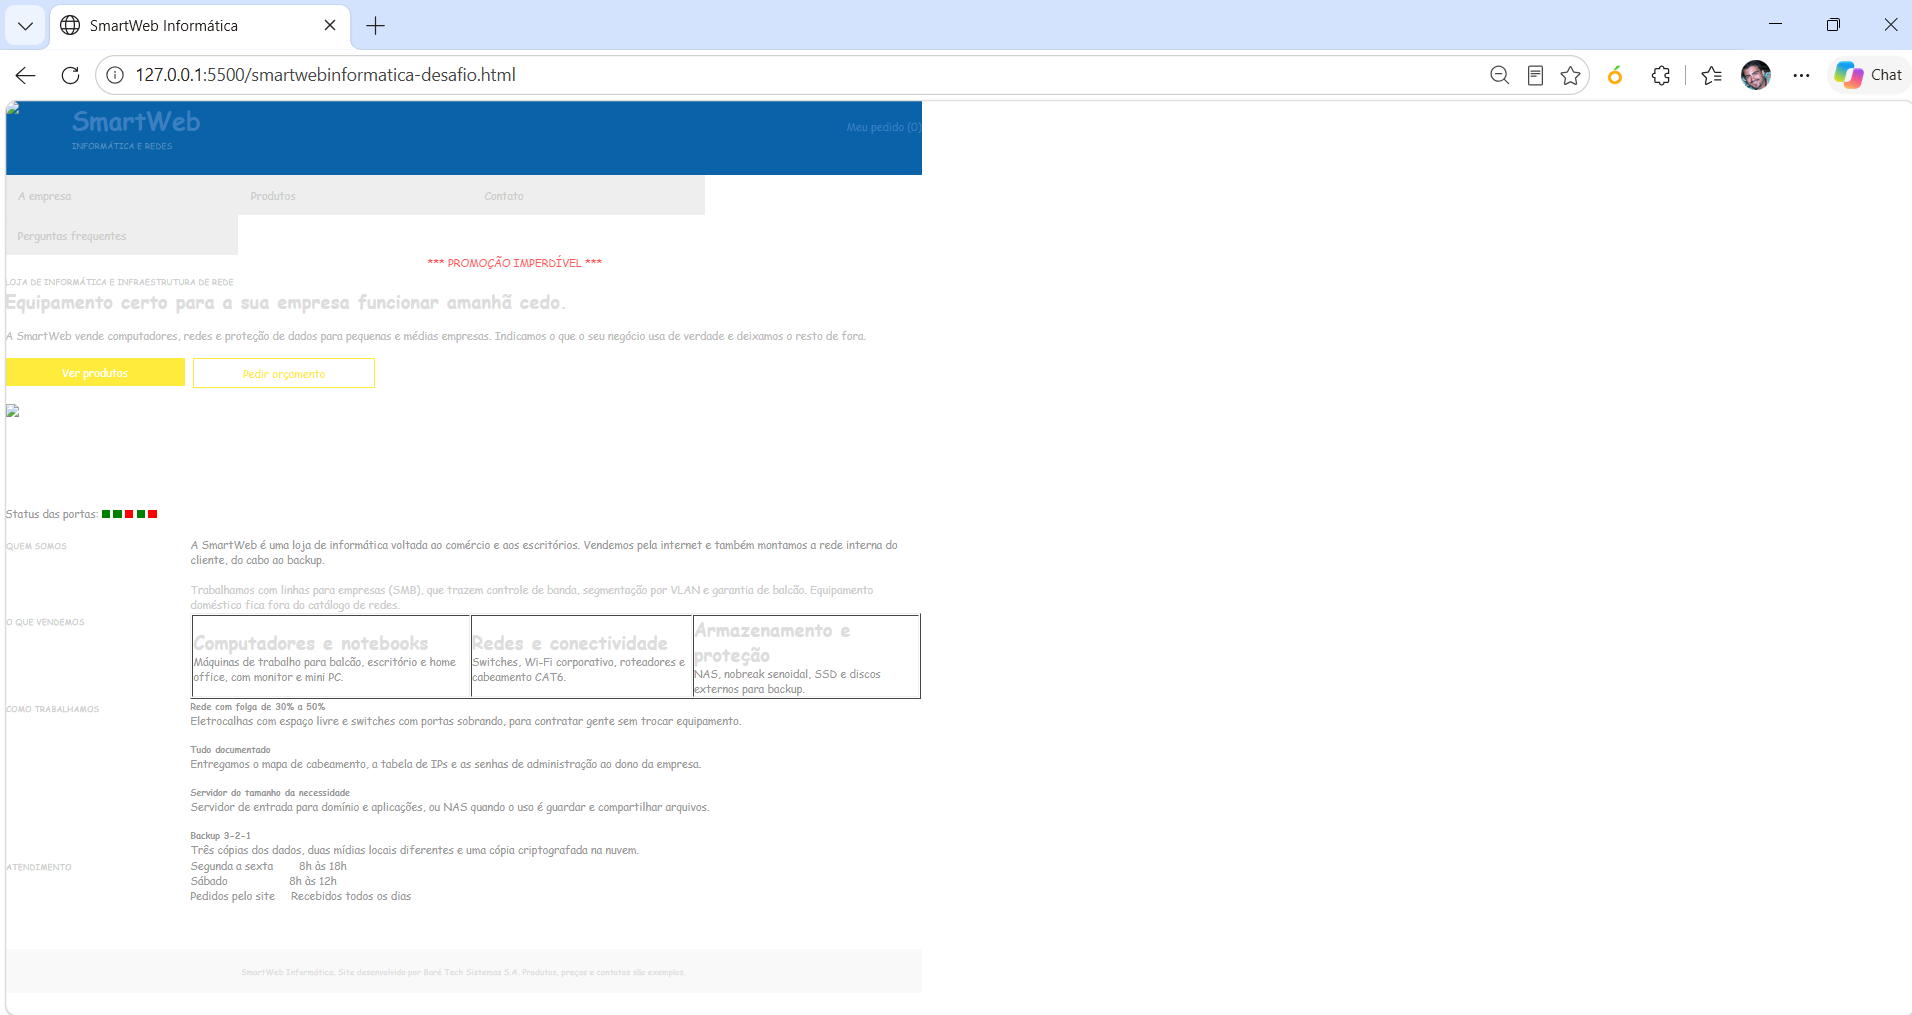 SmartWeb Informática
127.0.0.1:5500/smartwebinformatica-desafio.html
Chat
SmartWeb
INFORMÁTICA E REDES
Meu pedido (0)
A empresa
Produtos
Contato
Perguntas frequentes
*** PROMOÇÃO IMPERDÍVEL ***
LOJA DE INFORMÁTICA E INFRAESTRUTURA DE REDE
Equipamento certo para a sua empresa funcionar amanhã cedo.
A SmartWeb vende computadores, redes e proteção de dados para pequenas e médias empresas. Indicamos o que o seu negócio usa de verdade e deixamos o resto de fora.
Ver produtos
Pedir orçamento
Status das portas:
QUEM SOMOS
A SmartWeb é uma loja de informática voltada ao comércio e aos escritórios. Vendemos pela internet e também montamos a rede interna do
cliente, do cabo ao backup.
Trabalhamos com linhas para empresas (SMB), que trazem controle de banda, segmentação por VLAN e garantia de balcão. Equipamento
doméstico fica fora do catálogo de redes.
O QUE VENDEMOS
Computadores e notebooks
Máquinas de trabalho para balcão, escritório e home
office, com monitor e mini PC.
Redes e conectividade
Switches, Wi-Fi corporativo, roteadores e
cabeamento CAT6.
Armazenamento e
proteção
NAS, nobreak senoidal, SSD e discos
externos para backup.
COMO TRABALHAMOS
Rede com folga de 30% a 50%
Eletrocalhas com espaço livre e switches com portas sobrando, para contratar gente sem trocar equipamento.
Tudo documentado
Entregamos o mapa de cabeamento, a tabela de IPs e as senhas de administração ao dono da empresa.
Servidor do tamanho da necessidade
Servidor de entrada para domínio e aplicações, ou NAS quando o uso é guardar e compartilhar arquivos.
Backup 3-2-1
Três cópias dos dados, duas mídias locais diferentes e uma cópia criptografada na nuvem.
ATENDIMENTO
Segunda a sexta 8h às 18h
Sábado 8h às 12h
Pedidos pelo site Recebidos todos os dias
SmartWeb Informática. Site desenvolvido por Baré Tech Sistemas S.A. Produtos, preços e contatos são exemplos.